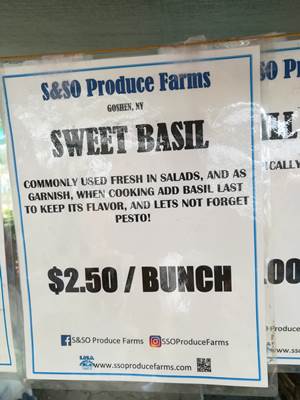 S&SO Produce Farms
GOSHEN, NY
SWEET BASIL
COMMONLY USED FRESH IN SALADS, AND AS
GARNISH, WHEN COOKING ADD BASIL LAST
TO KEEP ITS FLAVOR, AND LETS NOT FORGET
PESTO!
$2.50 / BUNCH
S&SO Produce Farms SSOProduceFarms
www.ssoproducefarms.com